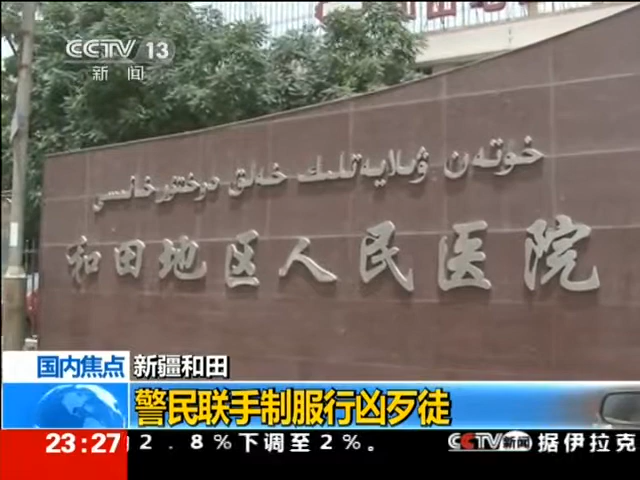 CCTV 13
新闻
خوتەن ۋىلايەتلىك خەلق دوختۇرخانىسى
和田地区人民医院
国内焦点
新疆和田
警民联手制服行凶歹徒
23:27
2.8%下调至2%。
CCTV新闻
据伊拉克